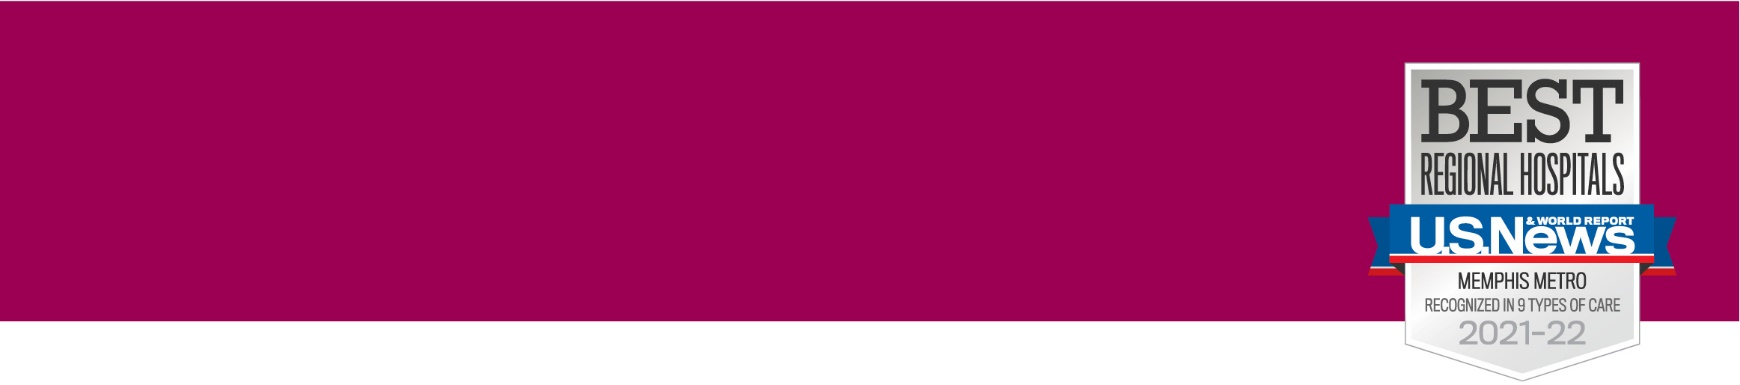 BEST
REGIONAL HOSPITALS
U.S.News & WORLD REPORT
MEMPHIS METRO
RECOGNIZED IN 9 TYPES OF CARE
2021-22